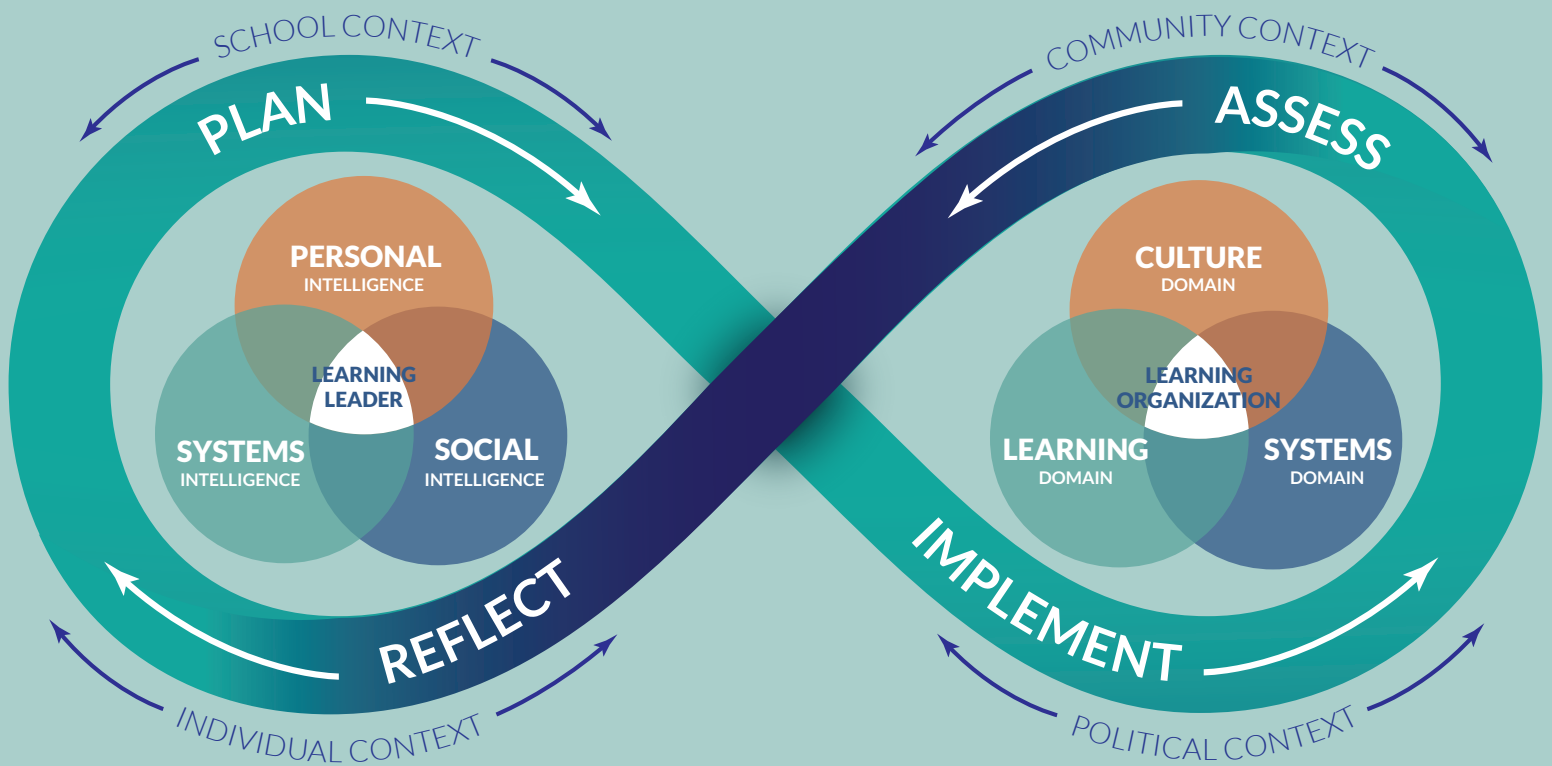 SCHOOL CONTEXT
PLAN
PERSONAL
INTELLIGENCE
LEARNING
LEADER
SYSTEMS
INTELLIGENCE
SOCIAL
INTELLIGENCE
REFLECT
INDIVIDUAL CONTEXT
COMMUNITY CONTEXT
ASSESS
CULTURE
DOMAIN
LEARNING
ORGANIZATION
LEARNING
DOMAIN
SYSTEMS
DOMAIN
IMPLEMENT
POLITICAL CONTEXT